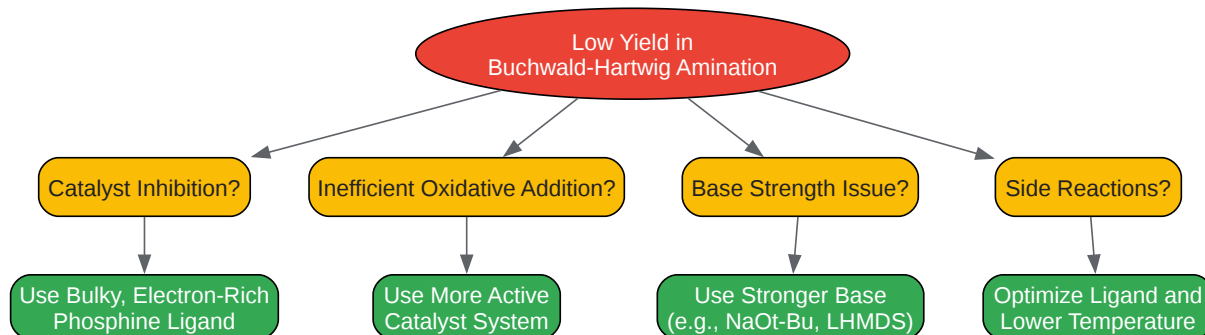 Low Yield in
Buchwald-Hartwig Amination
Catalyst Inhibition?
Inefficient Oxidative Addition?
Base Strength Issue?
Side Reactions?
Use Bulky, Electron-Rich
Phosphine Ligand
Use More Active
Catalyst System
Use Stronger Base
(e.g., NaOt-Bu, LHMDS)
Optimize Ligand and
Lower Temperature